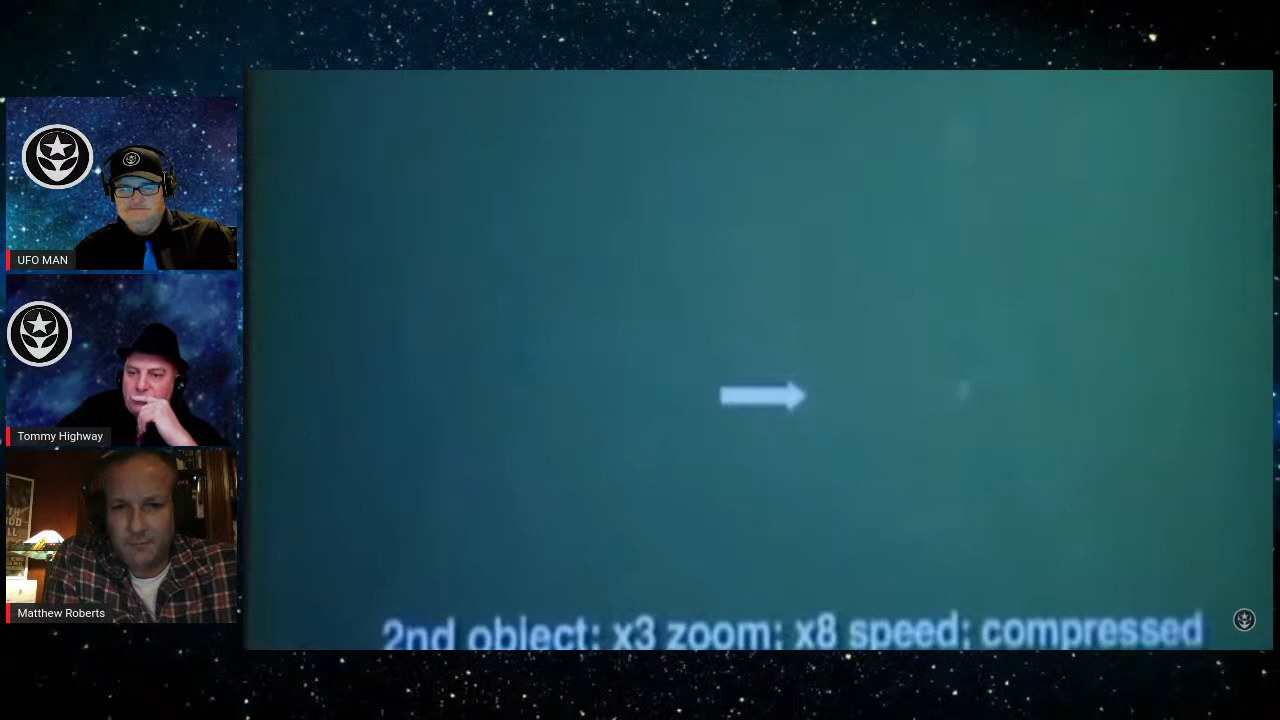 UFO MAN
Tommy Highway
Matthew Roberts
2nd object; x3 zoom; x8 speed; compressed